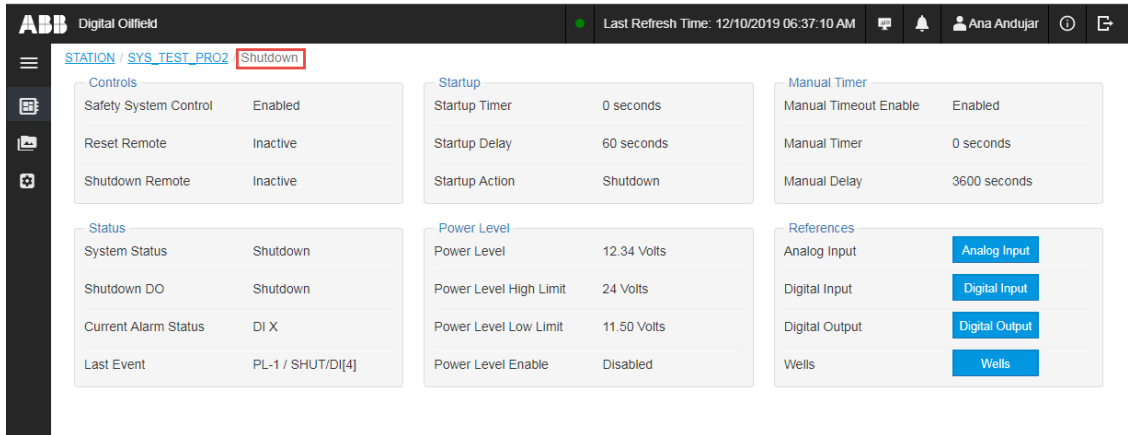 ABB Digital Oilfield Last Refresh Time: 12/10/2019 06:37:10 AM Ana Andujar
STATION / SYS_TEST_PRO2 / Shutdown
Controls
Safety System Control Enabled
Reset Remote Inactive
Shutdown Remote Inactive
Startup
Startup Timer 0 seconds
Startup Delay 60 seconds
Startup Action Shutdown
Manual Timer
Manual Timeout Enable Enabled
Manual Timer 0 seconds
Manual Delay 3600 seconds
Status
System Status Shutdown
Shutdown DO Shutdown
Current Alarm Status DI X
Last Event PL-1 / SHUT/DI[4]
Power Level
Power Level 12.34 Volts
Power Level High Limit 24 Volts
Power Level Low Limit 11.50 Volts
Power Level Enable Disabled
References
Analog Input Analog Input
Digital Input Digital Input
Digital Output Digital Output
Wells Wells